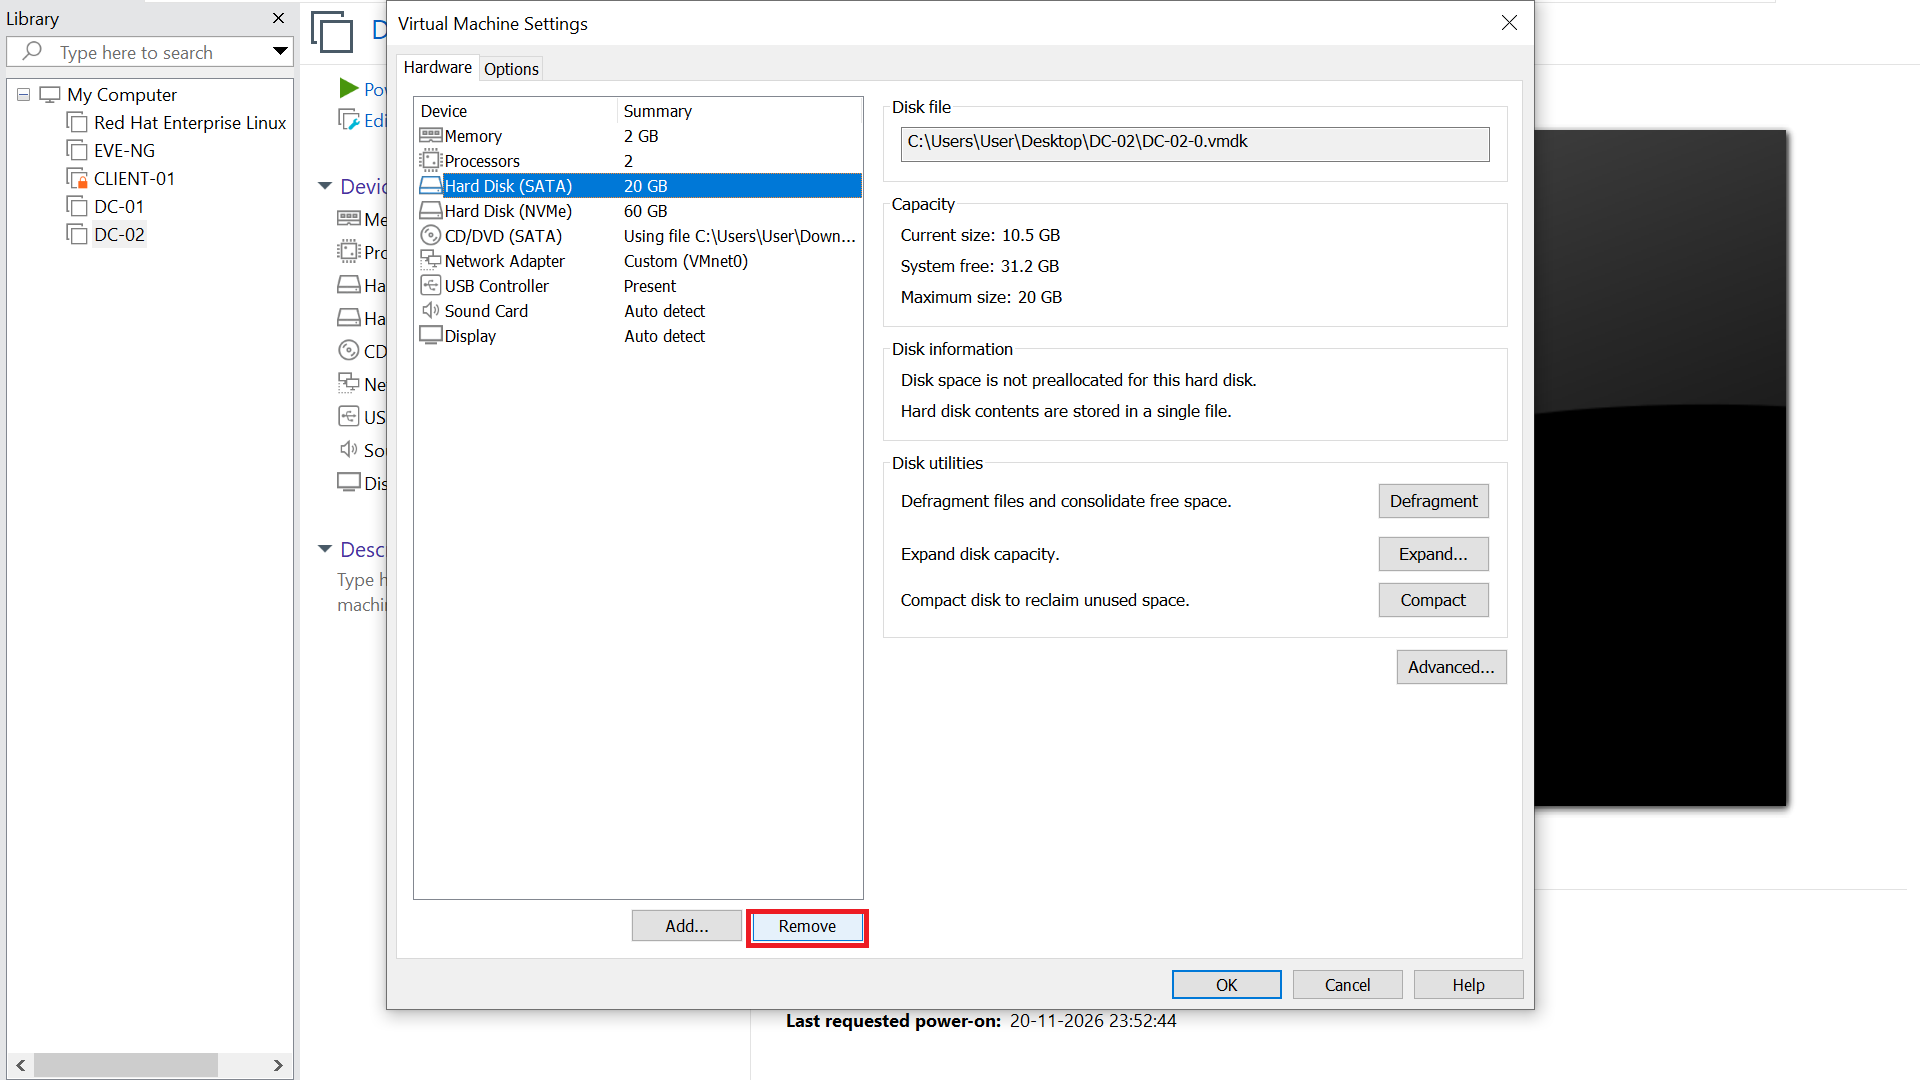 Library
Type here to search
My Computer
Red Hat Enterprise Linux
EVE-NG
CLIENT-01
DC-01
DC-02
D
Pov
Edi
Devic
Me
Pro
Ha
Ha
CD
Ne
US
Sou
Dis
Desc
Type h
machi
Virtual Machine Settings
Hardware Options
Device Summary
Memory 2 GB
Processors 2
Hard Disk (SATA) 20 GB
Hard Disk (NVMe) 60 GB
CD/DVD (SATA) Using file C:\Users\User\Down...
Network Adapter Custom (VMnet0)
USB Controller Present
Sound Card Auto detect
Display Auto detect
Add... Remove
Disk file
C:\Users\User\Desktop\DC-02\DC-02-0.vmdk
Capacity
Current size: 10.5 GB
System free: 31.2 GB
Maximum size: 20 GB
Disk information
Disk space is not preallocated for this hard disk.
Hard disk contents are stored in a single file.
Disk utilities
Defragment files and consolidate free space. Defragment
Expand disk capacity. Expand...
Compact disk to reclaim unused space. Compact
Advanced...
OK Cancel Help
Last requested power-on: 20-11-2026 23:52:44